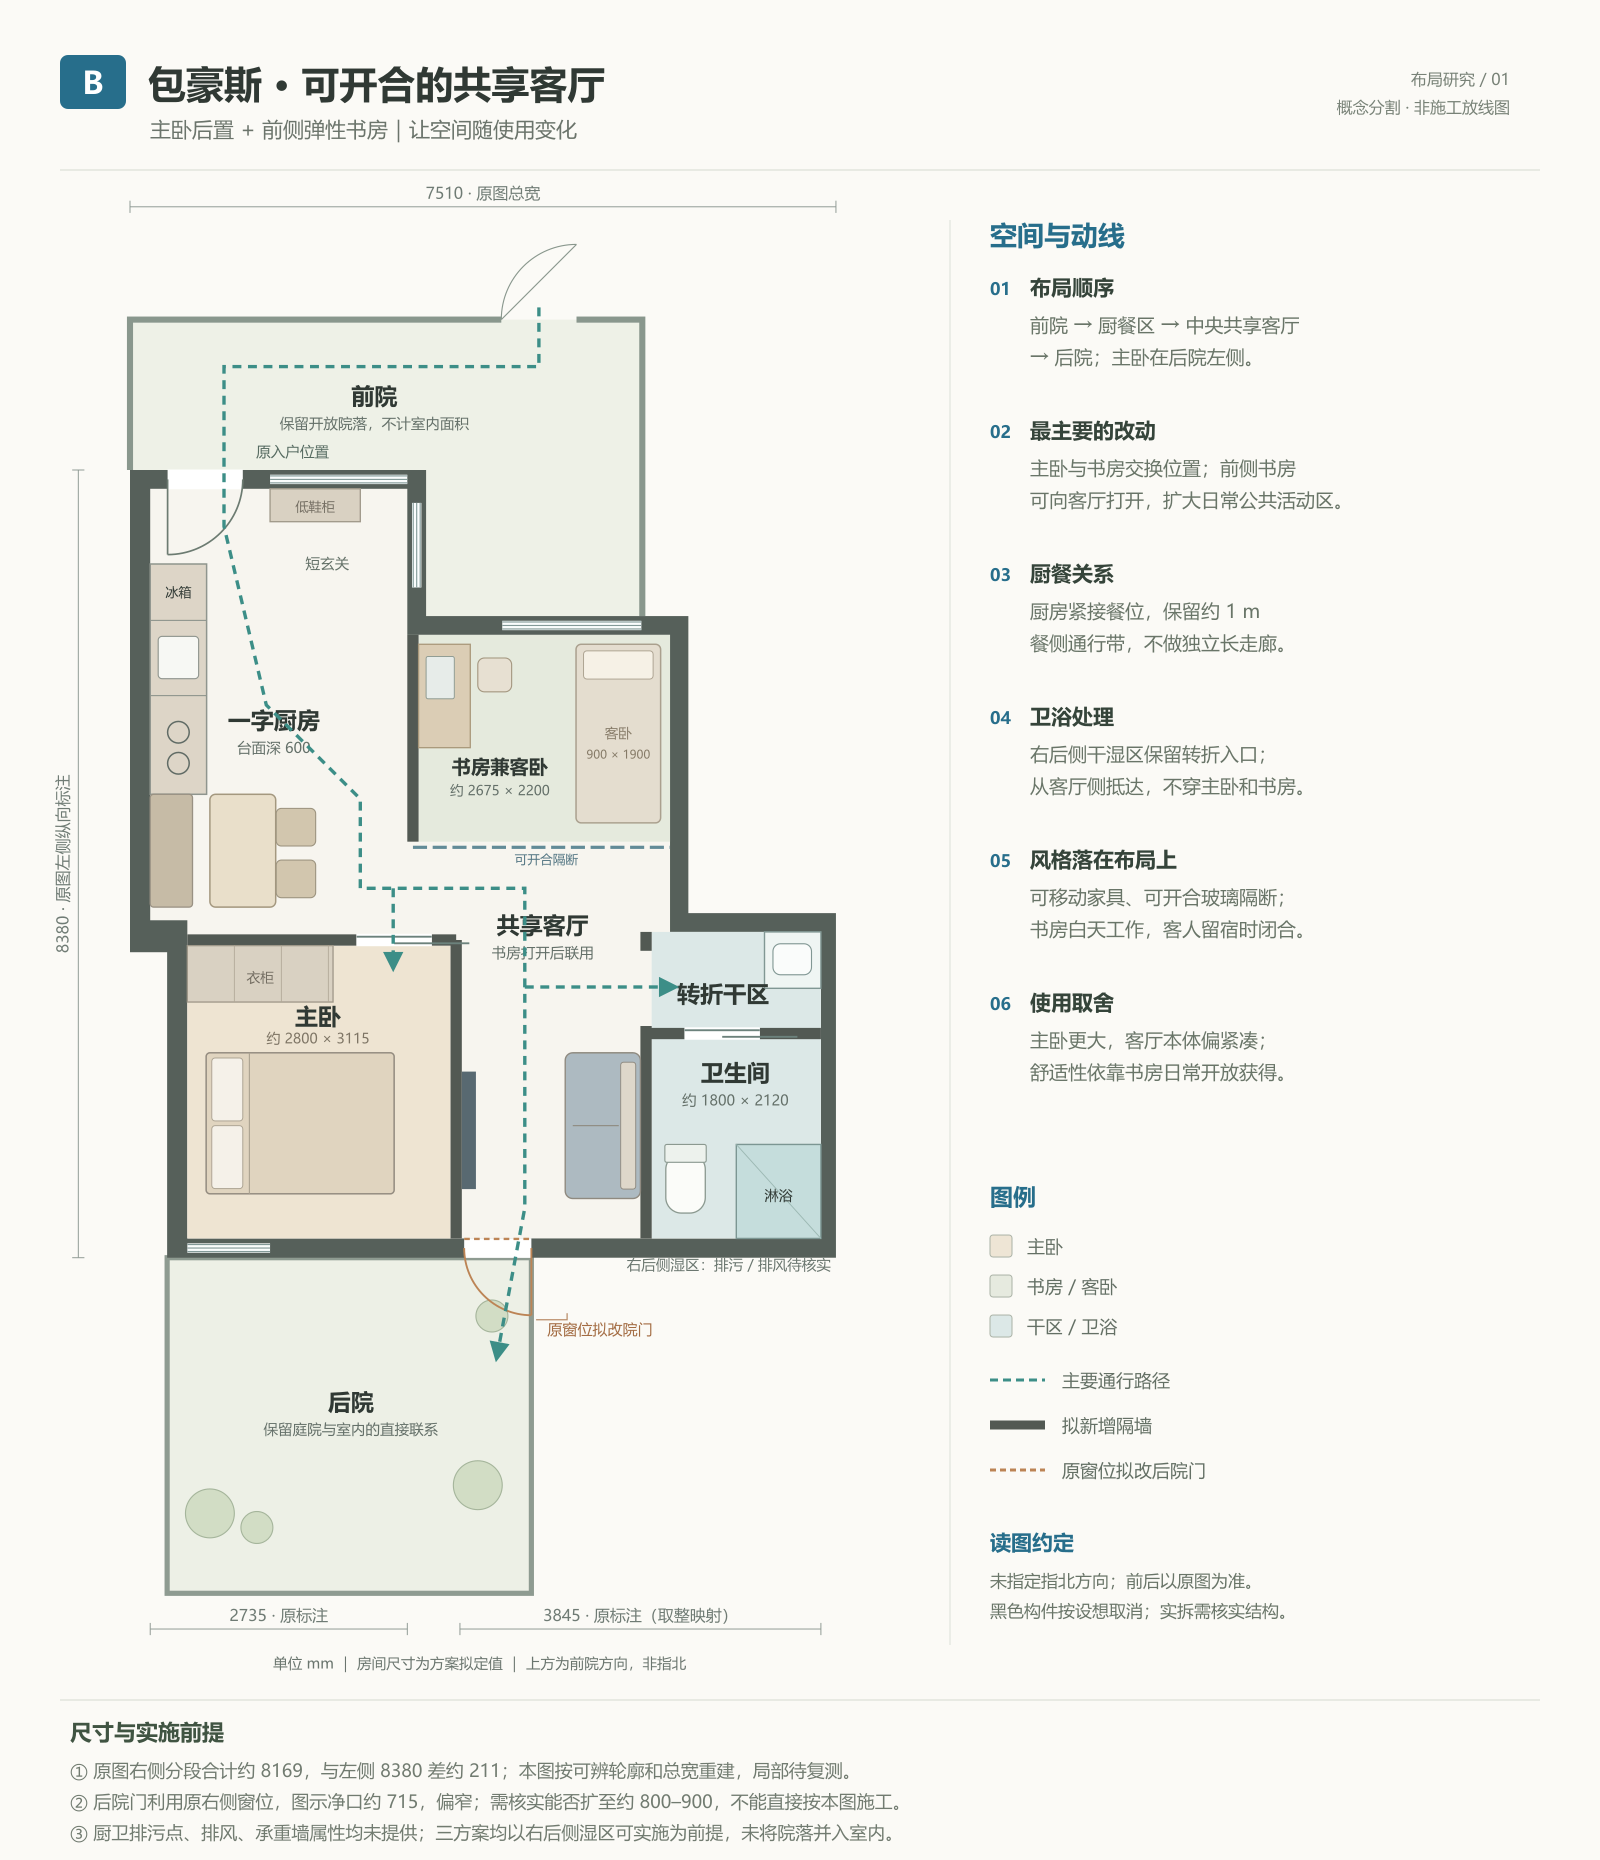 B
包豪斯 · 可开合的共享客厅
主卧后置 + 前侧弹性书房 | 让空间随使用变化
布局研究 / 01
概念分割 · 非施工放线图
7510 · 原图总宽
前院
保留开放院落，不计室内面积
原入户位置
低鞋柜
短玄关
冰箱
一字厨房
台面深 600
客卧
900 × 1900
书房兼客卧
约 2675 × 2200
可开合隔断
8380 · 原图左侧纵向标注
共享客厅
书房打开后联用
衣柜
主卧
约 2800 × 3115
转折干区
卫生间
约 1800 × 2120
淋浴
右后侧湿区：排污 / 排风待核实
原窗位拟改院门
后院
保留庭院与室内的直接联系
2735 · 原标注
3845 · 原标注（取整映射）
单位 mm | 房间尺寸为方案拟定值 | 上方为前院方向，非指北
空间与动线
01 布局顺序
前院 → 厨餐区 → 中央共享客厅
→ 后院；主卧在后院左侧。
02 最主要的改动
主卧与书房交换位置；前侧书房
可向客厅打开，扩大日常公共活动区。
03 厨餐关系
厨房紧接餐位，保留约 1 m
餐侧通行带，不做独立长走廊。
04 卫浴处理
右后侧干湿区保留转折入口；
从客厅侧抵达，不穿主卧和书房。
05 风格落在布局上
可移动家具、可开合玻璃隔断；
书房白天工作，客人留宿时闭合。
06 使用取舍
主卧更大，客厅本体偏紧凑；
舒适性依靠书房日常开放获得。
图例
主卧
书房 / 客卧
干区 / 卫浴
主要通行路径
拟新增隔墙
原窗位拟改后院门
读图约定
未指定指北方向；前后以原图为准。
黑色构件按设想取消；实拆需核实结构。
尺寸与实施前提
① 原图右侧分段合计约 8169，与左侧 8380 差约 211；本图按可辨轮廓和总宽重建，局部待复测。
② 后院门利用原右侧窗位，图示净口约 715，偏窄；需核实能否扩至约 800–900，不能直接按本图施工。
③ 厨卫排污点、排风、承重墙属性均未提供；三方案均以右后侧湿区可实施为前提，未将院落并入室内。